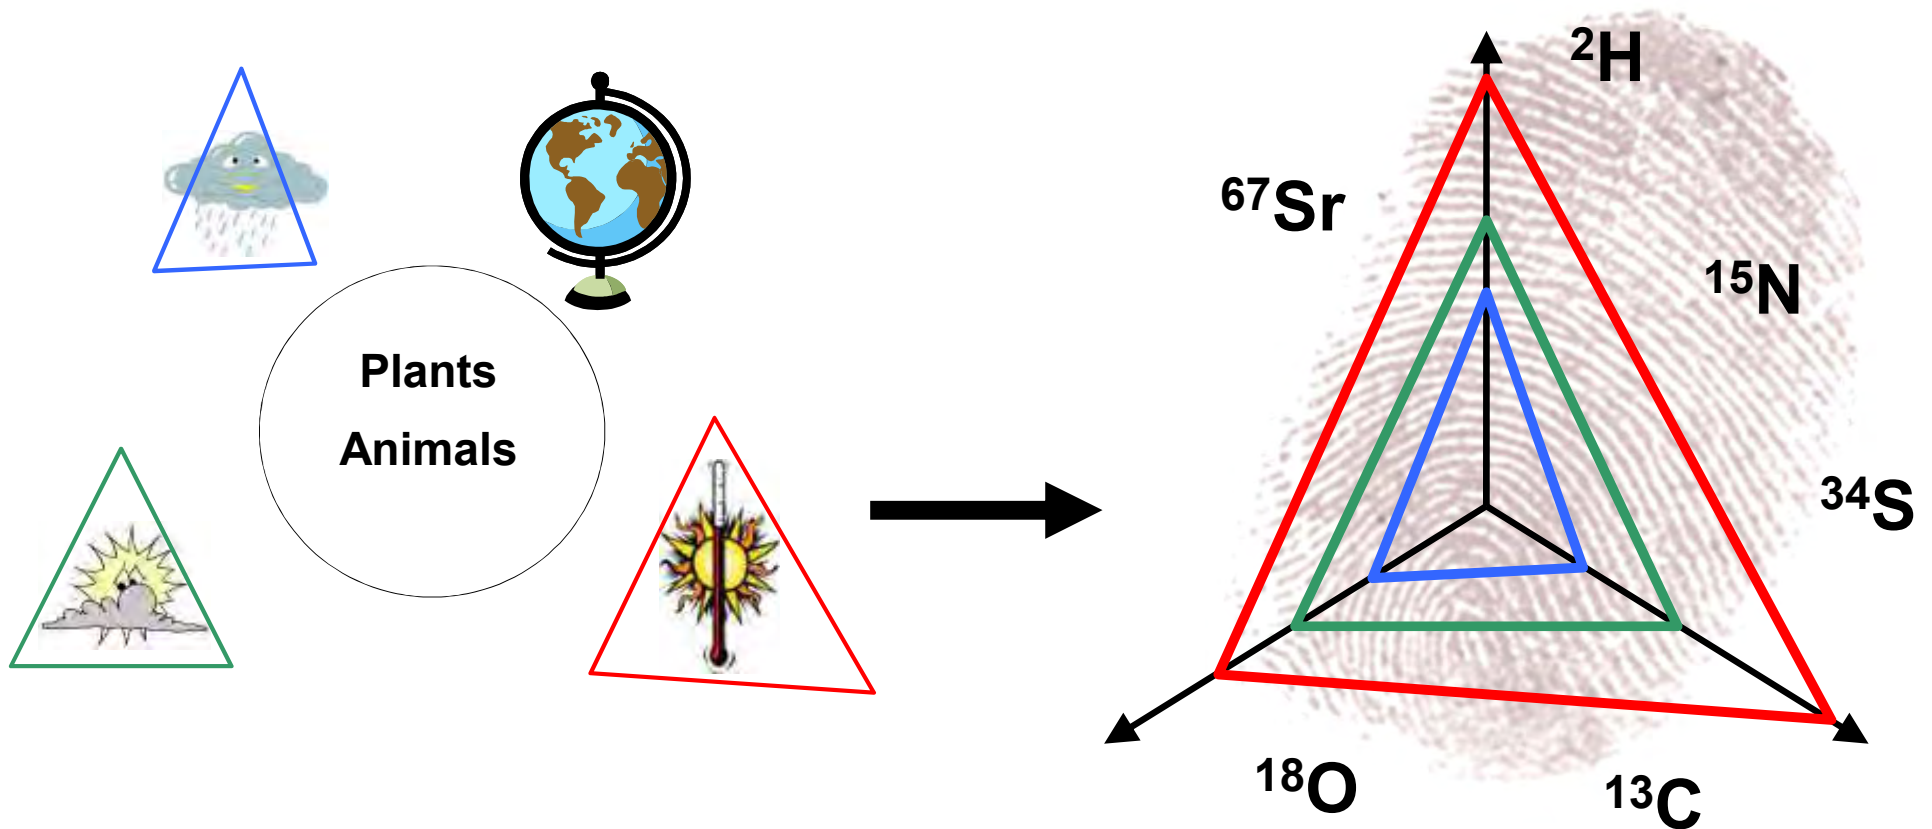 Plants
Animals
²H
⁶⁷Sr
¹⁵N
³⁴S
¹⁸O
¹³C